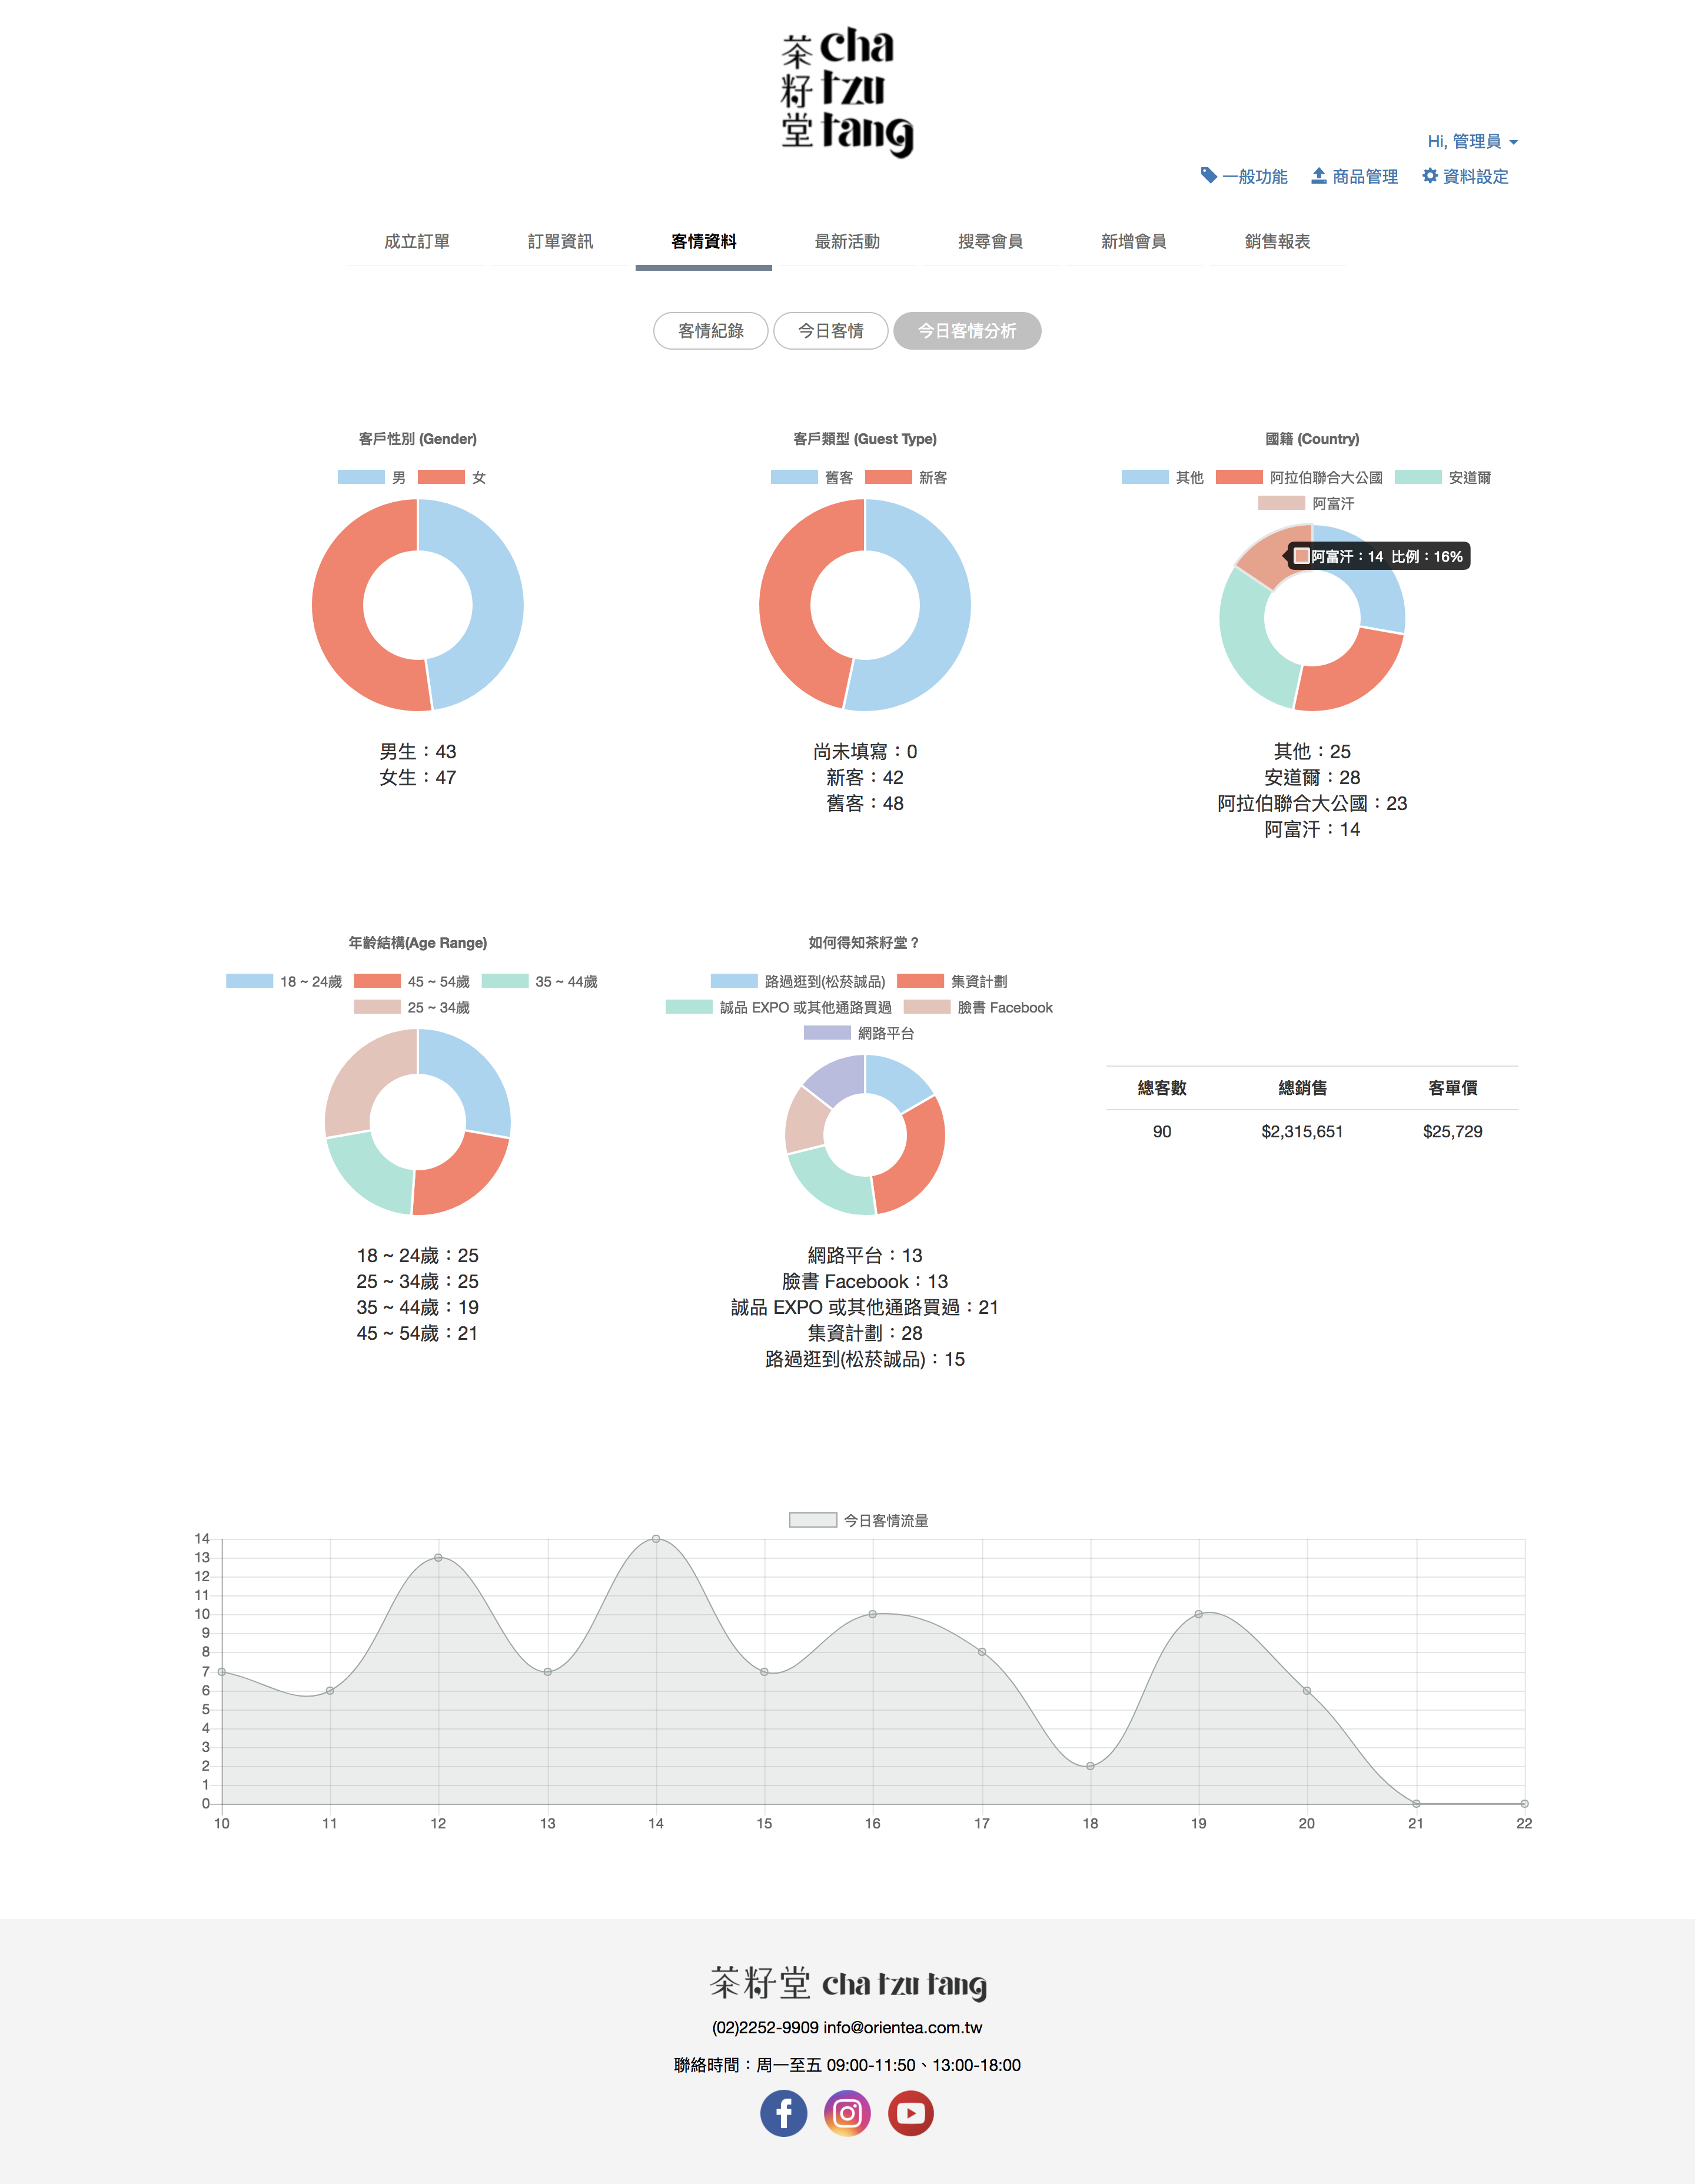 茶籽堂 cha tzu tang
Hi, 管理員
一般功能 商品管理 資料設定
成立訂單 訂單資訊 客情資料 最新活動 搜尋會員 新增會員 銷售報表
客情紀錄 今日客情 今日客情分析
客戶性別 (Gender)
男 女
男生：43
女生：47
客戶類型 (Guest Type)
舊客 新客
尚未填寫：0
新客：42
舊客：48
國籍 (Country)
其他 阿拉伯聯合大公國 安道爾
阿富汗
阿富汗：14 比例：16%
其他：25
安道爾：28
阿拉伯聯合大公國：23
阿富汗：14
年齡結構(Age Range)
18 ~ 24歲 45 ~ 54歲 35 ~ 44歲
25 ~ 34歲
18 ~ 24歲：25
25 ~ 34歲：25
35 ~ 44歲：19
45 ~ 54歲：21
如何得知茶籽堂？
路過逛到(松菸誠品) 集資計劃
誠品 EXPO 或其他通路買過 臉書 Facebook
網路平台
網路平台：13
臉書 Facebook：13
誠品 EXPO 或其他通路買過：21
集資計劃：28
路過逛到(松菸誠品)：15
總客數 總銷售 客單價
90 $2,315,651 $25,729
今日客情流量
14
13
12
11
10
9
8
7
6
5
4
3
2
1
0
10 11 12 13 14 15 16 17 18 19 20 21 22
茶籽堂 cha tzu tang
(02)2252-9909 info@orientea.com.tw
聯絡時間：周一至五 09:00-11:50、13:00-18:00